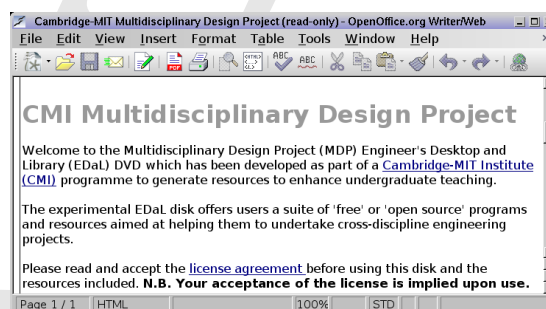 Cambridge-MIT Multidisciplinary Design Project (read-only) - OpenOffice.org Writer/Web
File Edit View Insert Format Table Tools Window Help
CMI Multidisciplinary Design Project
Welcome to the Multidisciplinary Design Project (MDP) Engineer's Desktop and
Library (EDaL) DVD which has been developed as part of a Cambridge-MIT Institute
(CMI) programme to generate resources to enhance undergraduate teaching.
The experimental EDaL disk offers users a suite of 'free' or 'open source' programs
and resources aimed at helping them to undertake cross-discipline engineering
projects.
Please read and accept the license agreement before using this disk and the
resources included. N.B. Your acceptance of the license is implied upon use.
Page 1 / 1 HTML 100% STD